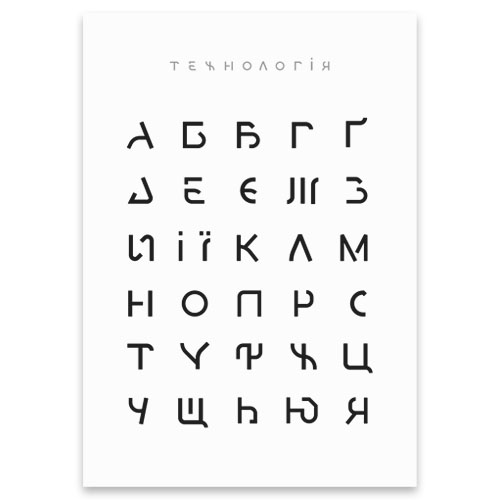 ТЕХНОЛОГІЯ
А Б В Г Ґ
Д Е Є Ж З
И І Ї К Л М
Н О П Р С
Т У Ф Х Ц
Ч Щ Ь Ю Я